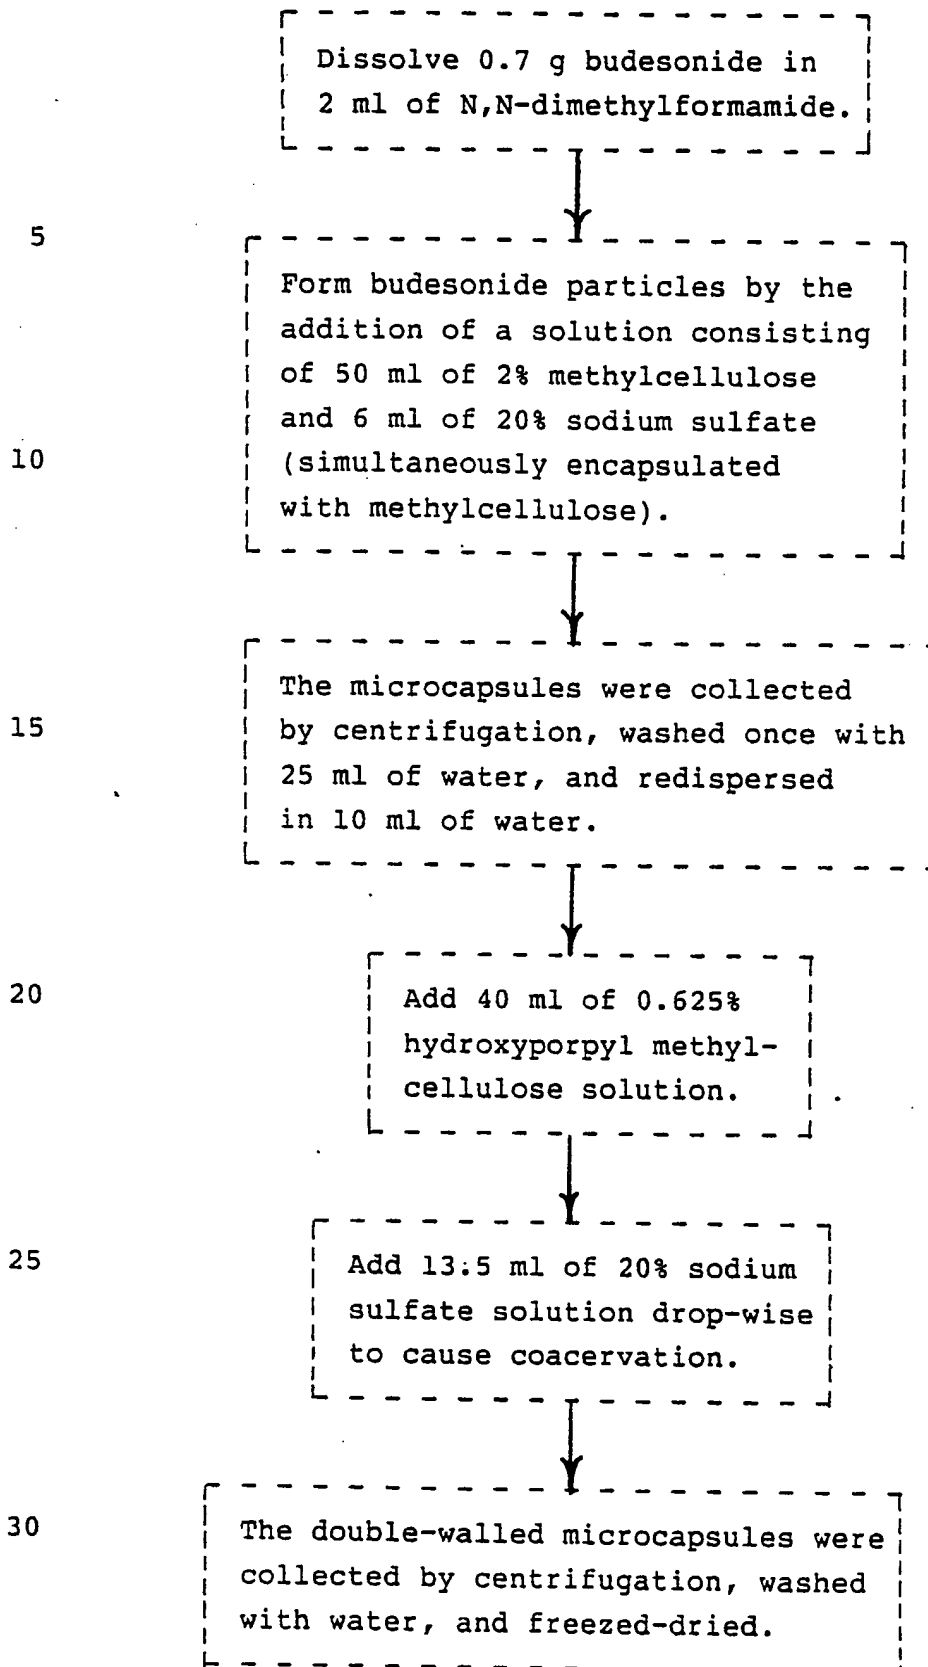 Dissolve 0.7 g budesonide in
2 ml of N,N-dimethylformamide.
5
Form budesonide particles by the
addition of a solution consisting
of 50 ml of 2% methylcellulose
and 6 ml of 20% sodium sulfate
10
(simultaneously encapsulated
with methylcellulose).
The microcapsules were collected
15
by centrifugation, washed once with
25 ml of water, and redispersed
in 10 ml of water.
20
Add 40 ml of 0.625%
hydroxyporpyl methyl-
cellulose solution.
25
Add 13.5 ml of 20% sodium
sulfate solution drop-wise
to cause coacervation.
30
The double-walled microcapsules were
collected by centrifugation, washed
with water, and freezed-dried.